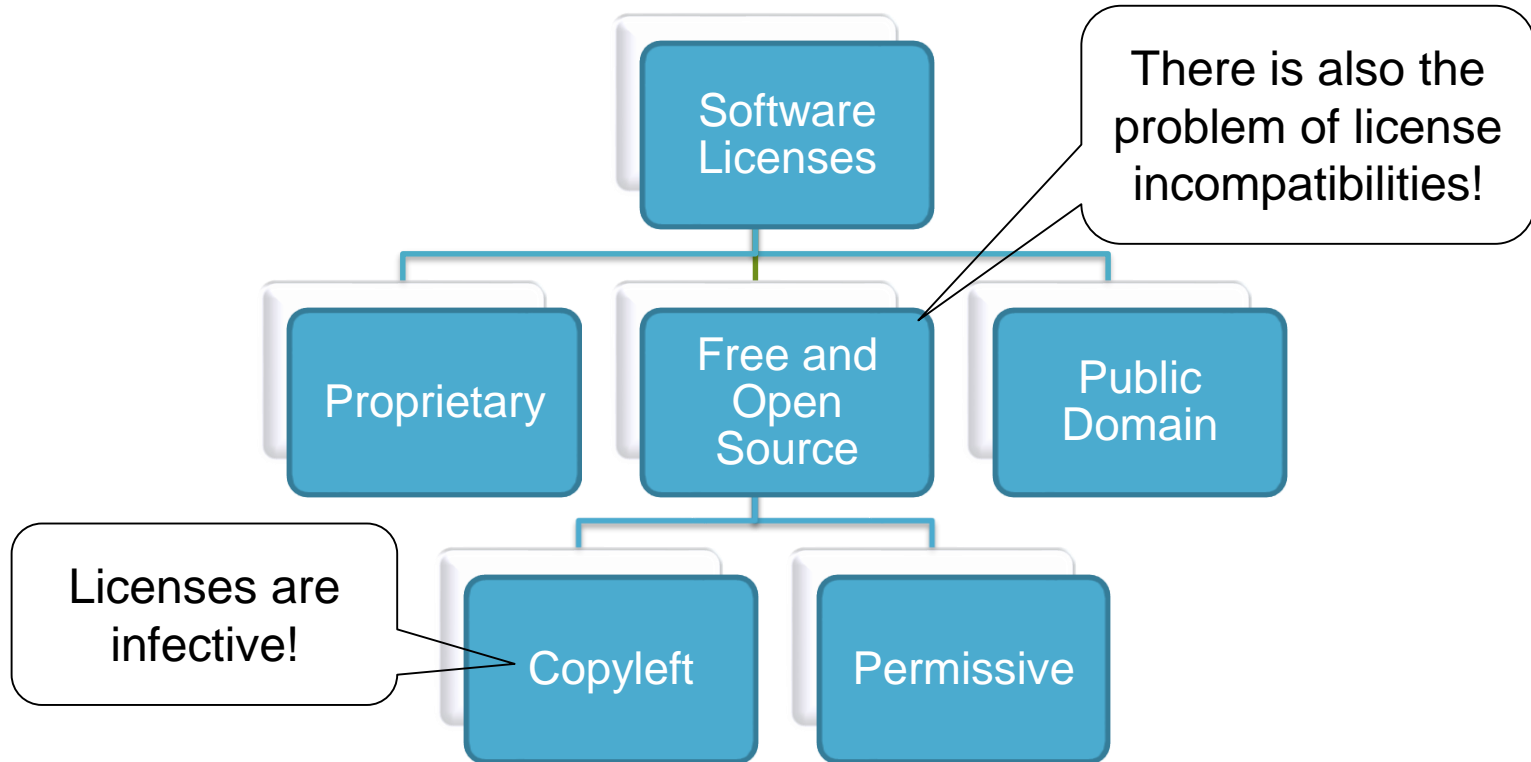 Software
Licenses
There is also the
problem of license
incompatibilities!
Proprietary
Free and
Open
Source
Public
Domain
Licenses are
infective!
Copyleft
Permissive